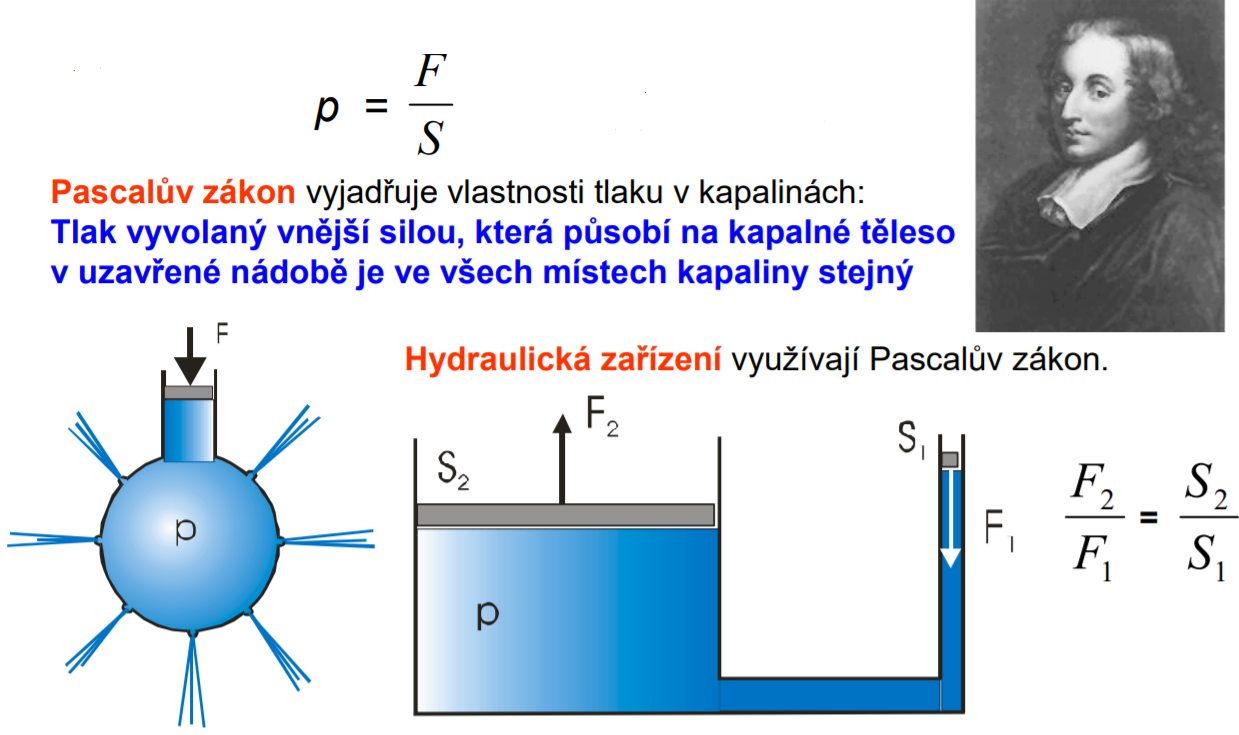 p = F/S
Pascalův zákon vyjadřuje vlastnosti tlaku v kapalinách:
Tlak vyvolaný vnější silou, která působí na kapalné těleso
v uzavřené nádobě je ve všech místech kapaliny stejný
F
p
Hydraulická zařízení využívají Pascalův zákon.
F₂
S₂
p
S₁
F₁
F₂/F₁ = S₂/S₁